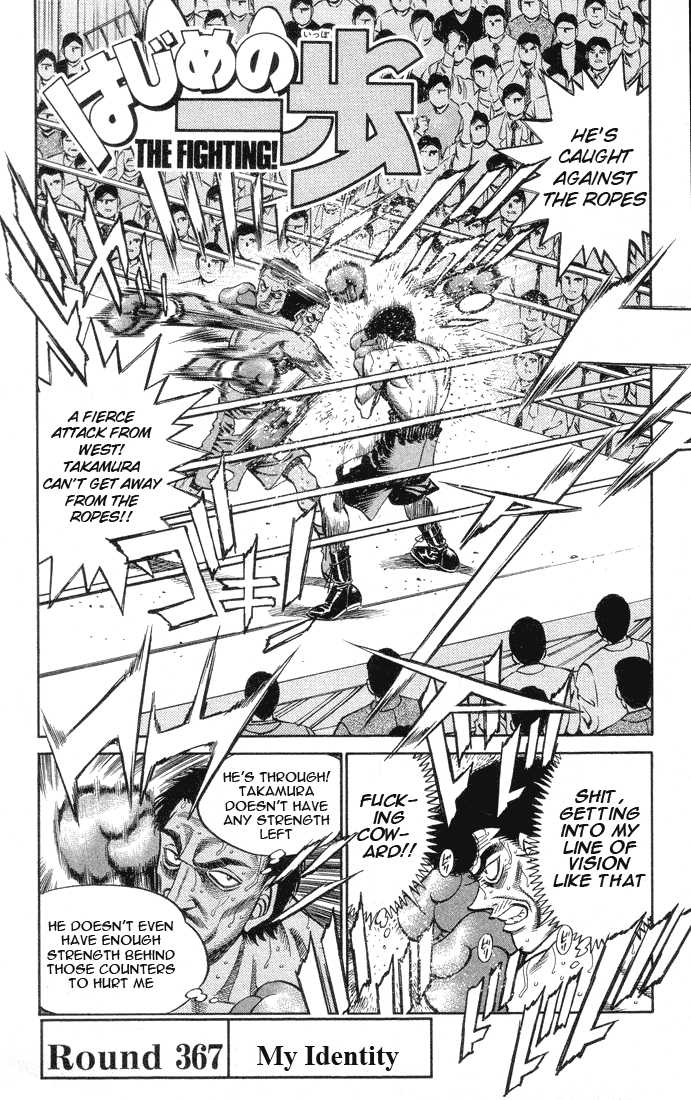 はじめの一歩
いっぽ
THE FIGHTING!
HE'S
CAUGHT
AGAINST
THE ROPES
A FIERCE
ATTACK FROM
WEST!
TAKAMURA
CAN'T GET AWAY
FROM THE
ROPES!!
SHIT,
GETTING
INTO MY
LINE OF
VISION
LIKE THAT
FUCK-
ING
COW-
ARD!!
HE'S THROUGH!
TAKAMURA
DOESN'T HAVE
ANY STRENGTH
LEFT
HE DOESN'T EVEN
HAVE ENOUGH
STRENGTH BEHIND
THOSE COUNTERS
TO HURT ME
Round 367
My Identity